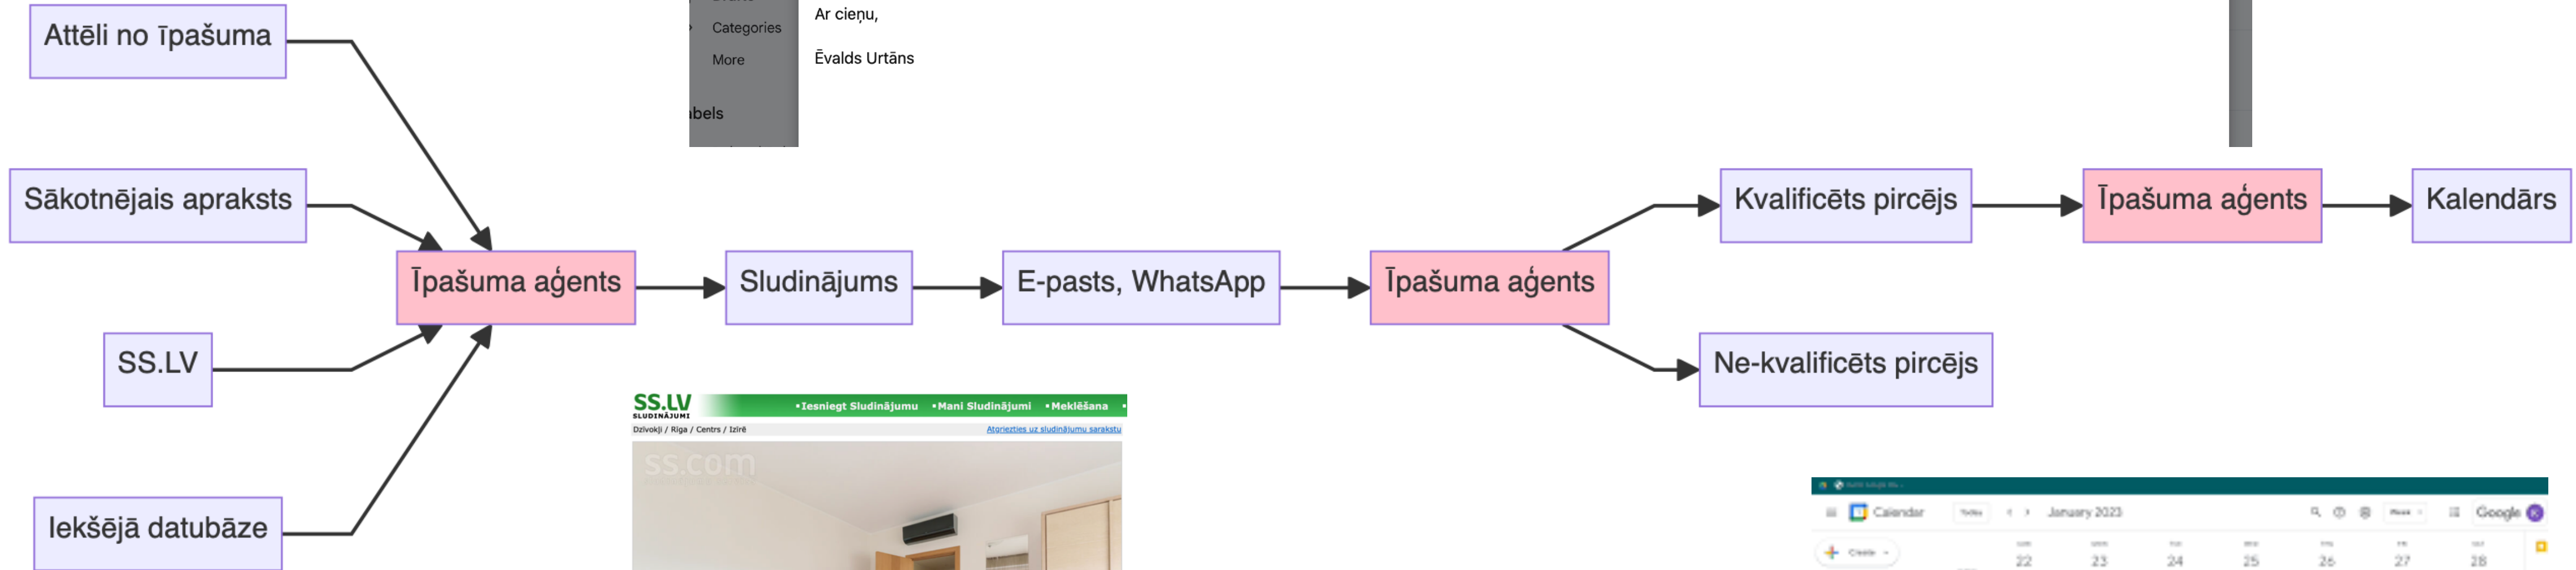 Attēli no īpašuma
Sākotnējais apraksts
SS.LV
Iekšējā datubāze
Īpašuma aģents
Sludinājums
E-pasts, WhatsApp
Īpašuma aģents
Kvalificēts pircējs
Ne-kvalificēts pircējs
Īpašuma aģents
Kalendārs
Categories
More
abels
Ar cieņu,
Ēvalds Urtāns
SS.LV
SLUDINĀJUMI
▪Iesniegt Sludinājumu ▪Mani Sludinājumi ▪Meklēšana
Dzīvokļi / Rīga / Centrs / Izīrē
Atgriezties uz sludinājumu sarakstu
ss.com
Calendar Today January 2023 Google
Create
22 23 24 25 26 27 28